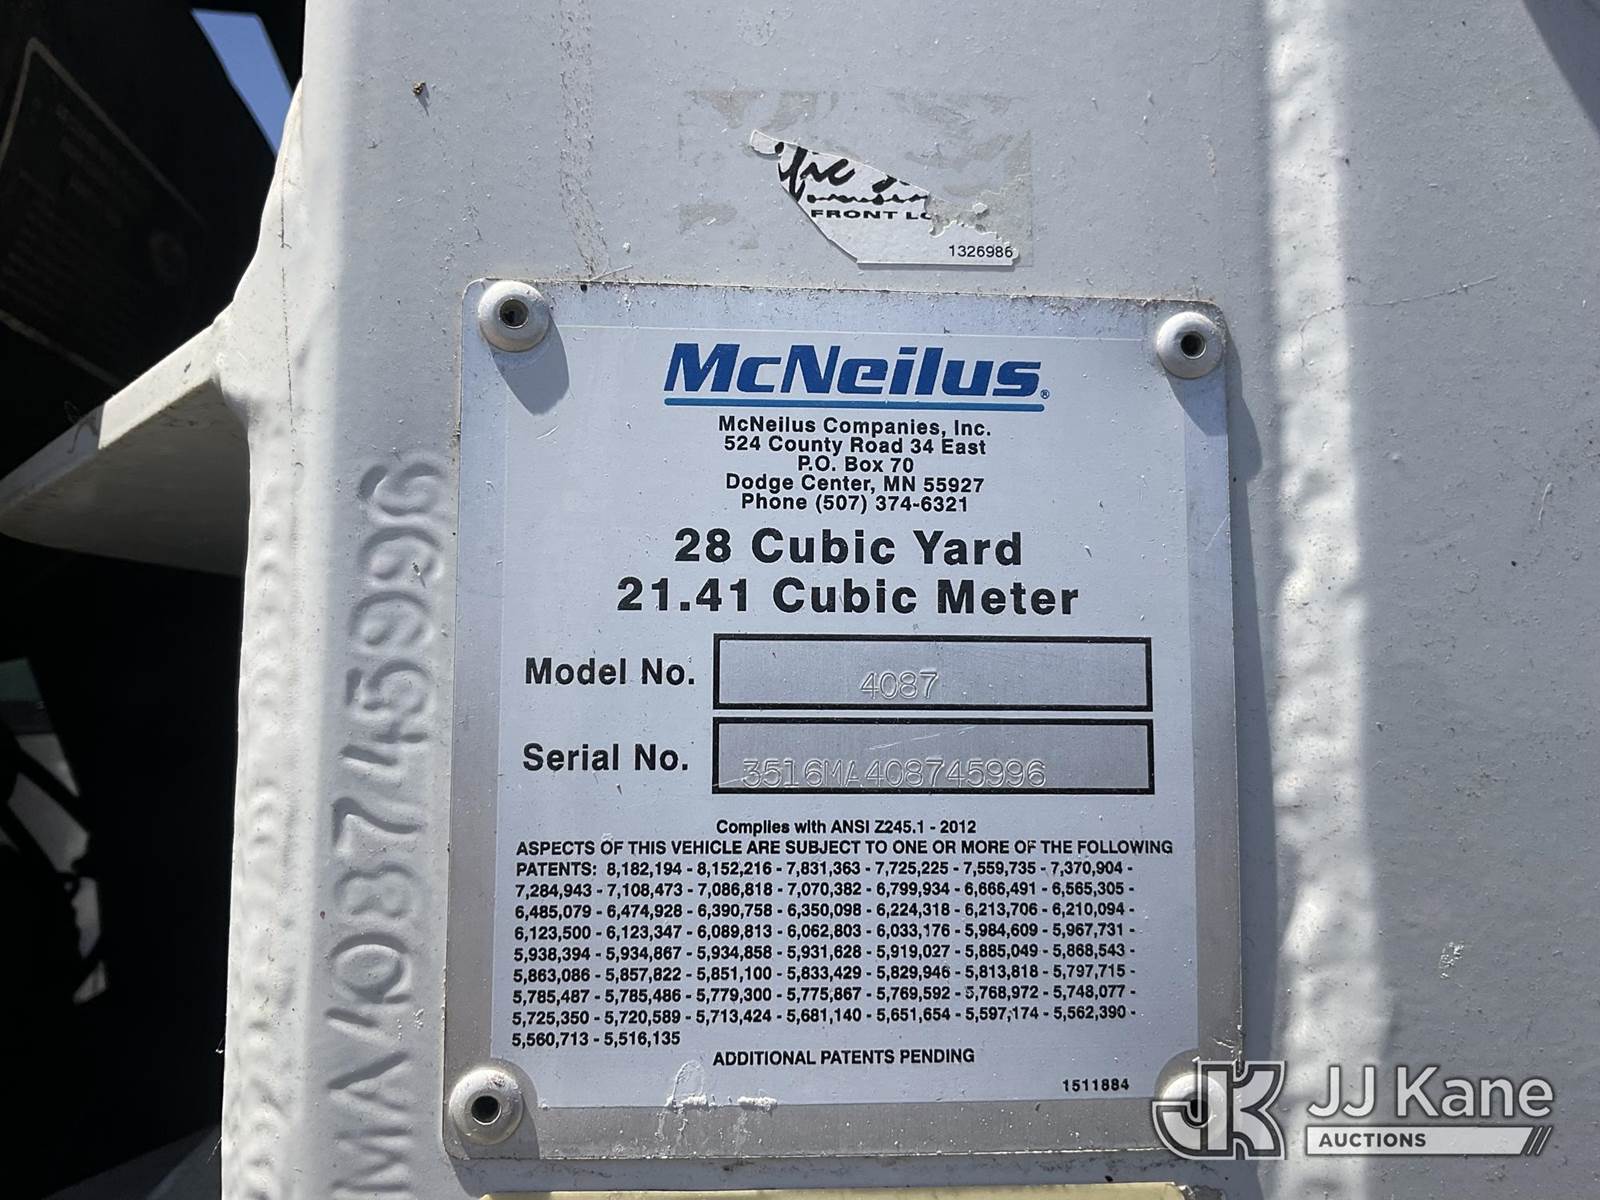 FRONT
1326986
McNeilus®
McNeilus Companies, Inc.
524 County Road 34 East
P.O. Box 70
Dodge Center, MN 55927
Phone (507) 374-6321
28 Cubic Yard
21.41 Cubic Meter
Model No. 4087
Serial No. 3516MA408745996
Complies with ANSI Z245.1 - 2012
ASPECTS OF THIS VEHICLE ARE SUBJECT TO ONE OR MORE OF THE FOLLOWING
PATENTS: 8,182,194 - 8,152,216 - 7,831,363 - 7,725,225 - 7,559,735 - 7,370,904 -
7,284,943 - 7,108,473 - 7,086,818 - 7,070,382 - 6,799,934 - 6,666,491 - 6,565,305 -
6,485,079 - 6,474,928 - 6,390,758 - 6,350,098 - 6,224,318 - 6,213,706 - 6,210,094 -
6,123,500 - 6,123,347 - 6,089,813 - 6,062,803 - 6,033,176 - 5,984,609 - 5,967,731 -
5,938,394 - 5,934,867 - 5,934,858 - 5,931,628 - 5,919,027 - 5,885,049 - 5,868,543 -
5,863,086 - 5,857,822 - 5,851,100 - 5,833,429 - 5,829,946 - 5,813,818 - 5,797,715 -
5,785,487 - 5,785,486 - 5,779,300 - 5,775,867 - 5,769,592 - 5,768,972 - 5,748,077 -
5,725,350 - 5,720,589 - 5,713,424 - 5,681,140 - 5,651,654 - 5,597,174 - 5,562,390 -
5,560,713 - 5,516,135
ADDITIONAL PATENTS PENDING
1511884
MA408745996
JJ Kane
AUCTIONS